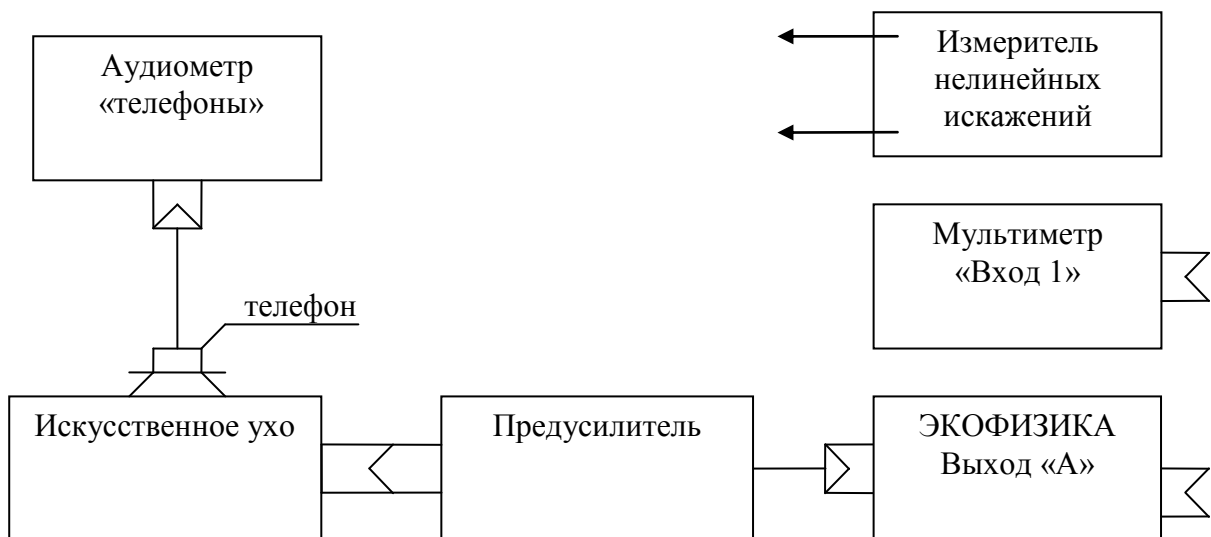 Аудиометр
«телефоны»
Измеритель
нелинейных
искажений
Мультиметр
«Вход 1»
телефон
Искусственное ухо
Предусилитель
ЭКОФИЗИКА
Выход «А»